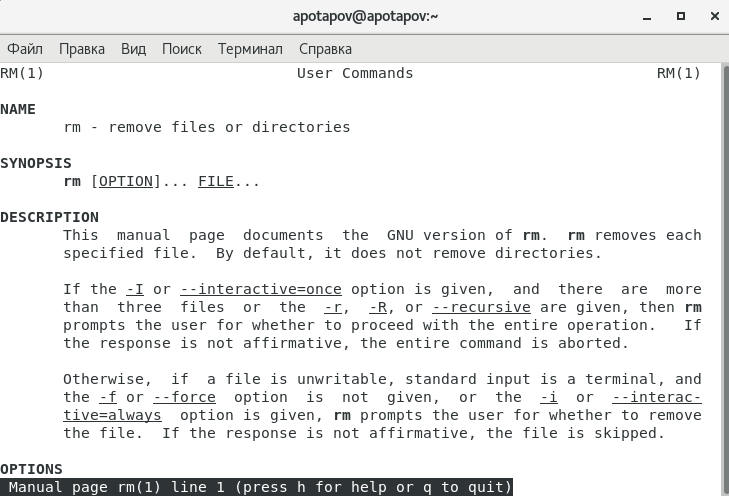 apotapov@apotapov:~
Файл Правка Вид Поиск Терминал Справка
RM(1) User Commands RM(1)
NAME
rm - remove files or directories
SYNOPSIS
rm [OPTION]... FILE...
DESCRIPTION
This manual page documents the GNU version of rm. rm removes each
specified file. By default, it does not remove directories.
If the -I or --interactive=once option is given, and there are more
than three files or the -r, -R, or --recursive are given, then rm
prompts the user for whether to proceed with the entire operation. If
the response is not affirmative, the entire command is aborted.
Otherwise, if a file is unwritable, standard input is a terminal, and
the -f or --force option is not given, or the -i or --interac-
tive=always option is given, rm prompts the user for whether to remove
the file. If the response is not affirmative, the file is skipped.
OPTIONS
Manual page rm(1) line 1 (press h for help or q to quit)